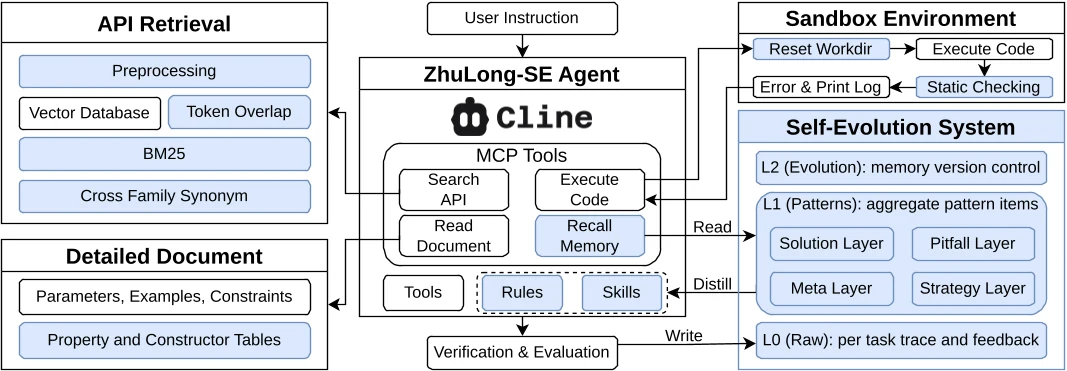 API Retrieval
Preprocessing
Vector Database
Token Overlap
BM25
Cross Family Synonym
Detailed Document
Parameters, Examples, Constraints
Property and Constructor Tables
User Instruction
ZhuLong-SE Agent
Cline
MCP Tools
Search
API
Execute
Code
Read
Document
Recall
Memory
Tools
Rules
Skills
Verification & Evaluation
Read
Distill
Write
Sandbox Environment
Reset Workdir
Execute Code
Error & Print Log
Static Checking
Self-Evolution System
L2 (Evolution): memory version control
L1 (Patterns): aggregate pattern items
Solution Layer
Pitfall Layer
Meta Layer
Strategy Layer
L0 (Raw): per task trace and feedback